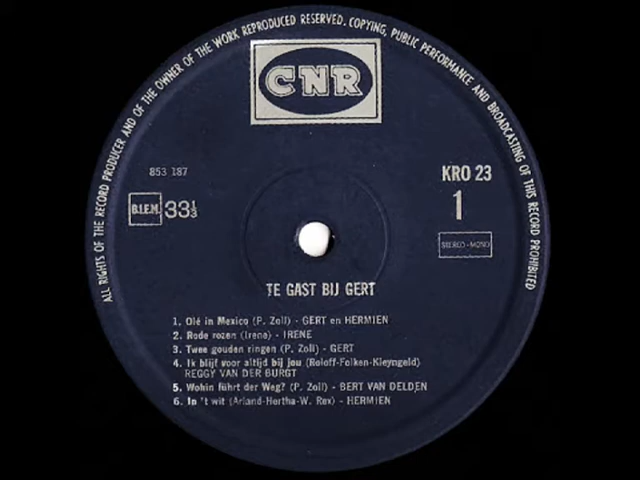 ALL RIGHTS OF THE RECORD PRODUCER AND OF THE OWNER OF THE WORK REPRODUCED RESERVED. COPYING, PUBLIC PERFORMANCE AND BROADCASTING OF THIS RECORD PROHIBITED
CNR
853 187
KRO 23
B.I.E.M. 33⅓
1
STEREO-MONO
TE GAST BIJ GERT
1. Olé in Mexico (P. Zoll) - GERT en HERMIEN
2. Rode rozen (Irene) - IRENE
3. Twee gouden ringen (P. Zoll) - GERT
4. Ik blijf voor altijd bij jou (Roloff-Folken-Kleyngeld)
REGGY VAN DER BURGT
5. Wohin führt der Weg? (P. Zoll) - BERT VAN DELDEN
6. In 't wit (Arland-Hertha-W. Rex) - HERMIEN